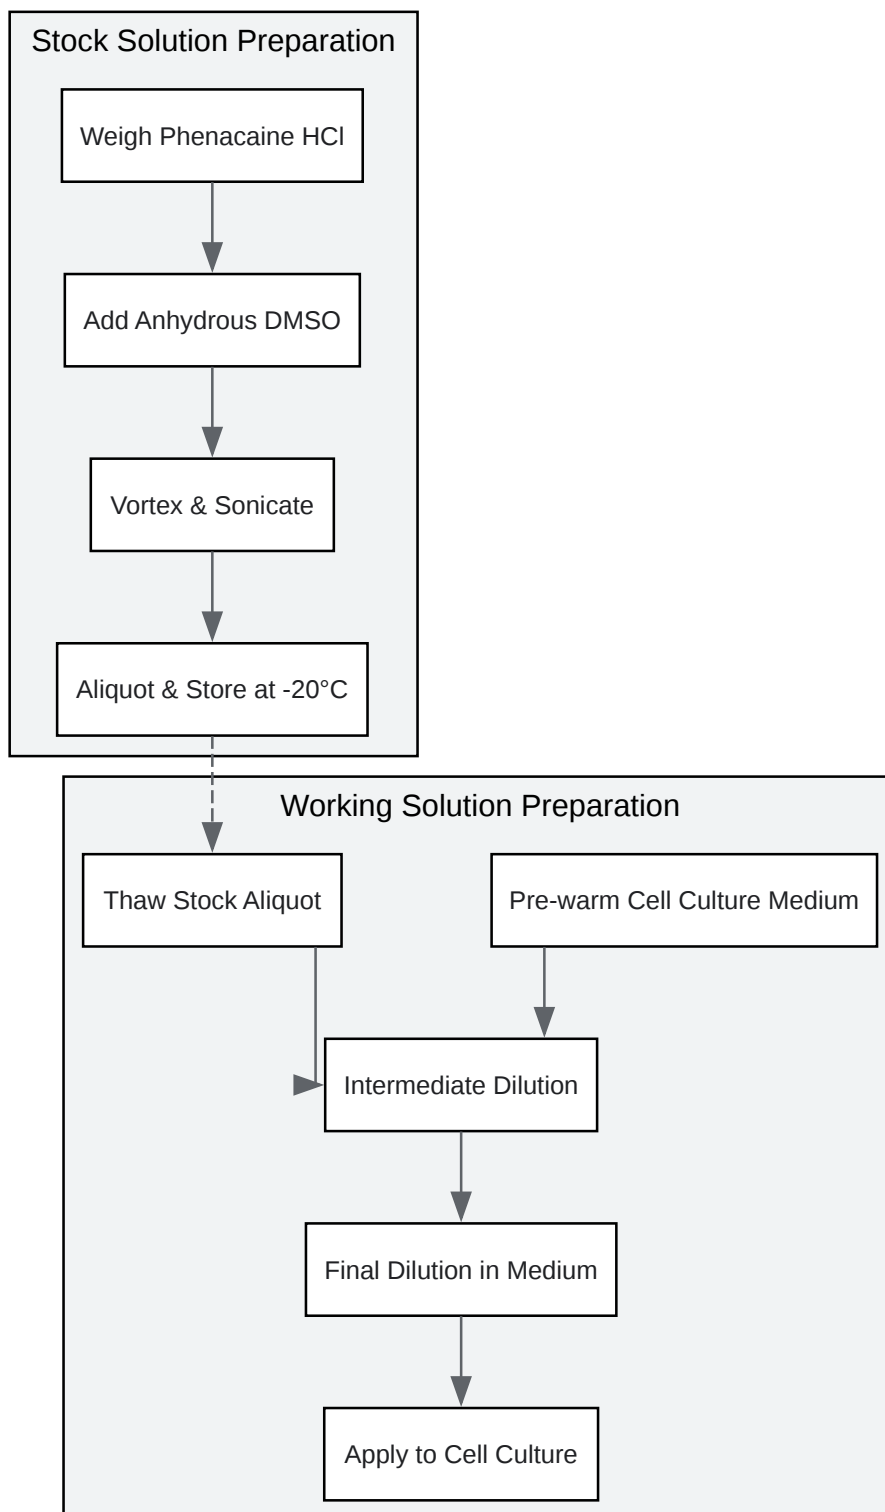 Stock Solution Preparation
Weigh Phenacaine HCl
Add Anhydrous DMSO
Vortex & Sonicate
Aliquot & Store at -20°C
Working Solution Preparation
Thaw Stock Aliquot
Pre-warm Cell Culture Medium
Intermediate Dilution
Final Dilution in Medium
Apply to Cell Culture